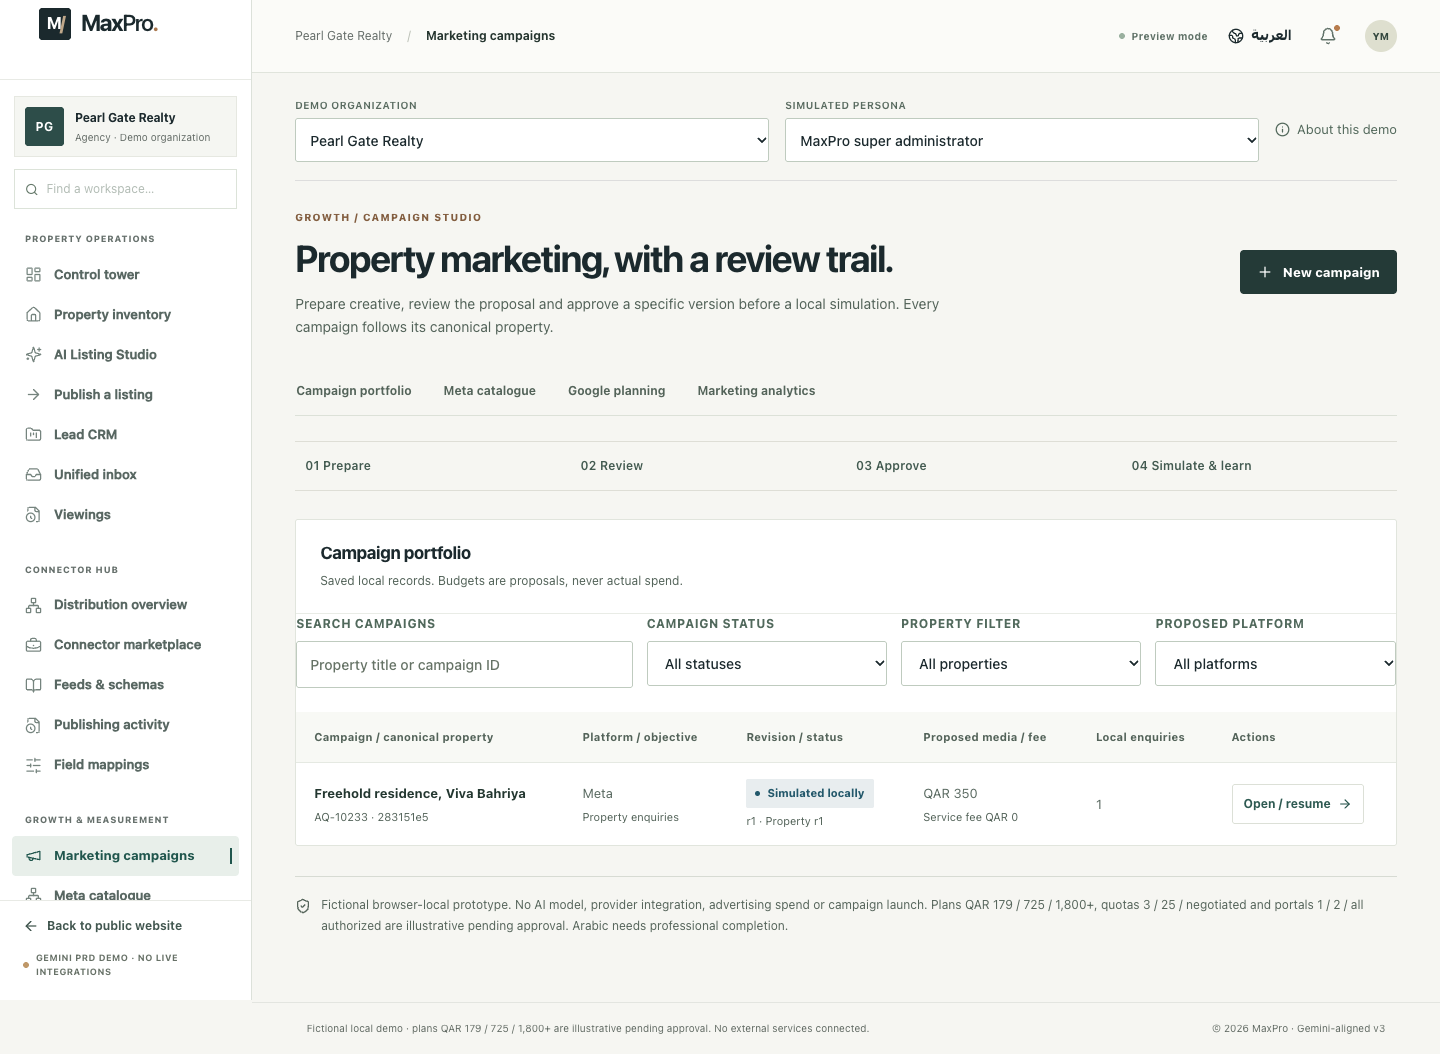 M/ MaxPro.
PG
Pearl Gate Realty
Agency · Demo organization
Find a workspace...
PROPERTY OPERATIONS
Control tower
Property inventory
AI Listing Studio
Publish a listing
Lead CRM
Unified inbox
Viewings
CONNECTOR HUB
Distribution overview
Connector marketplace
Feeds & schemas
Publishing activity
Field mappings
GROWTH & MEASUREMENT
Marketing campaigns
Meta catalogue
Back to public website
GEMINI PRD DEMO · NO LIVE
INTEGRATIONS
Pearl Gate Realty / Marketing campaigns
Preview mode
العربية
YM
DEMO ORGANIZATION
Pearl Gate Realty
SIMULATED PERSONA
MaxPro super administrator
About this demo
GROWTH / CAMPAIGN STUDIO
Property marketing, with a review trail.
Prepare creative, review the proposal and approve a specific version before a local simulation. Every
campaign follows its canonical property.
New campaign
Campaign portfolio Meta catalogue Google planning Marketing analytics
01 Prepare 02 Review 03 Approve 04 Simulate & learn
Campaign portfolio
Saved local records. Budgets are proposals, never actual spend.
SEARCH CAMPAIGNS CAMPAIGN STATUS PROPERTY FILTER PROPOSED PLATFORM
Property title or campaign ID All statuses All properties All platforms
Campaign / canonical property Platform / objective Revision / status Proposed media / fee Local enquiries Actions
Freehold residence, Viva Bahriya Meta Simulated locally QAR 350 1 Open / resume
AQ-10233 · 283151e5 Property enquiries r1 · Property r1 Service fee QAR 0
Fictional browser-local prototype. No AI model, provider integration, advertising spend or campaign launch. Plans QAR 179 / 725 / 1,800+, quotas 3 / 25 / negotiated and portals 1 / 2 / all
authorized are illustrative pending approval. Arabic needs professional completion.
Fictional local demo · plans QAR 179 / 725 / 1,800+ are illustrative pending approval. No external services connected.
© 2026 MaxPro · Gemini-aligned v3